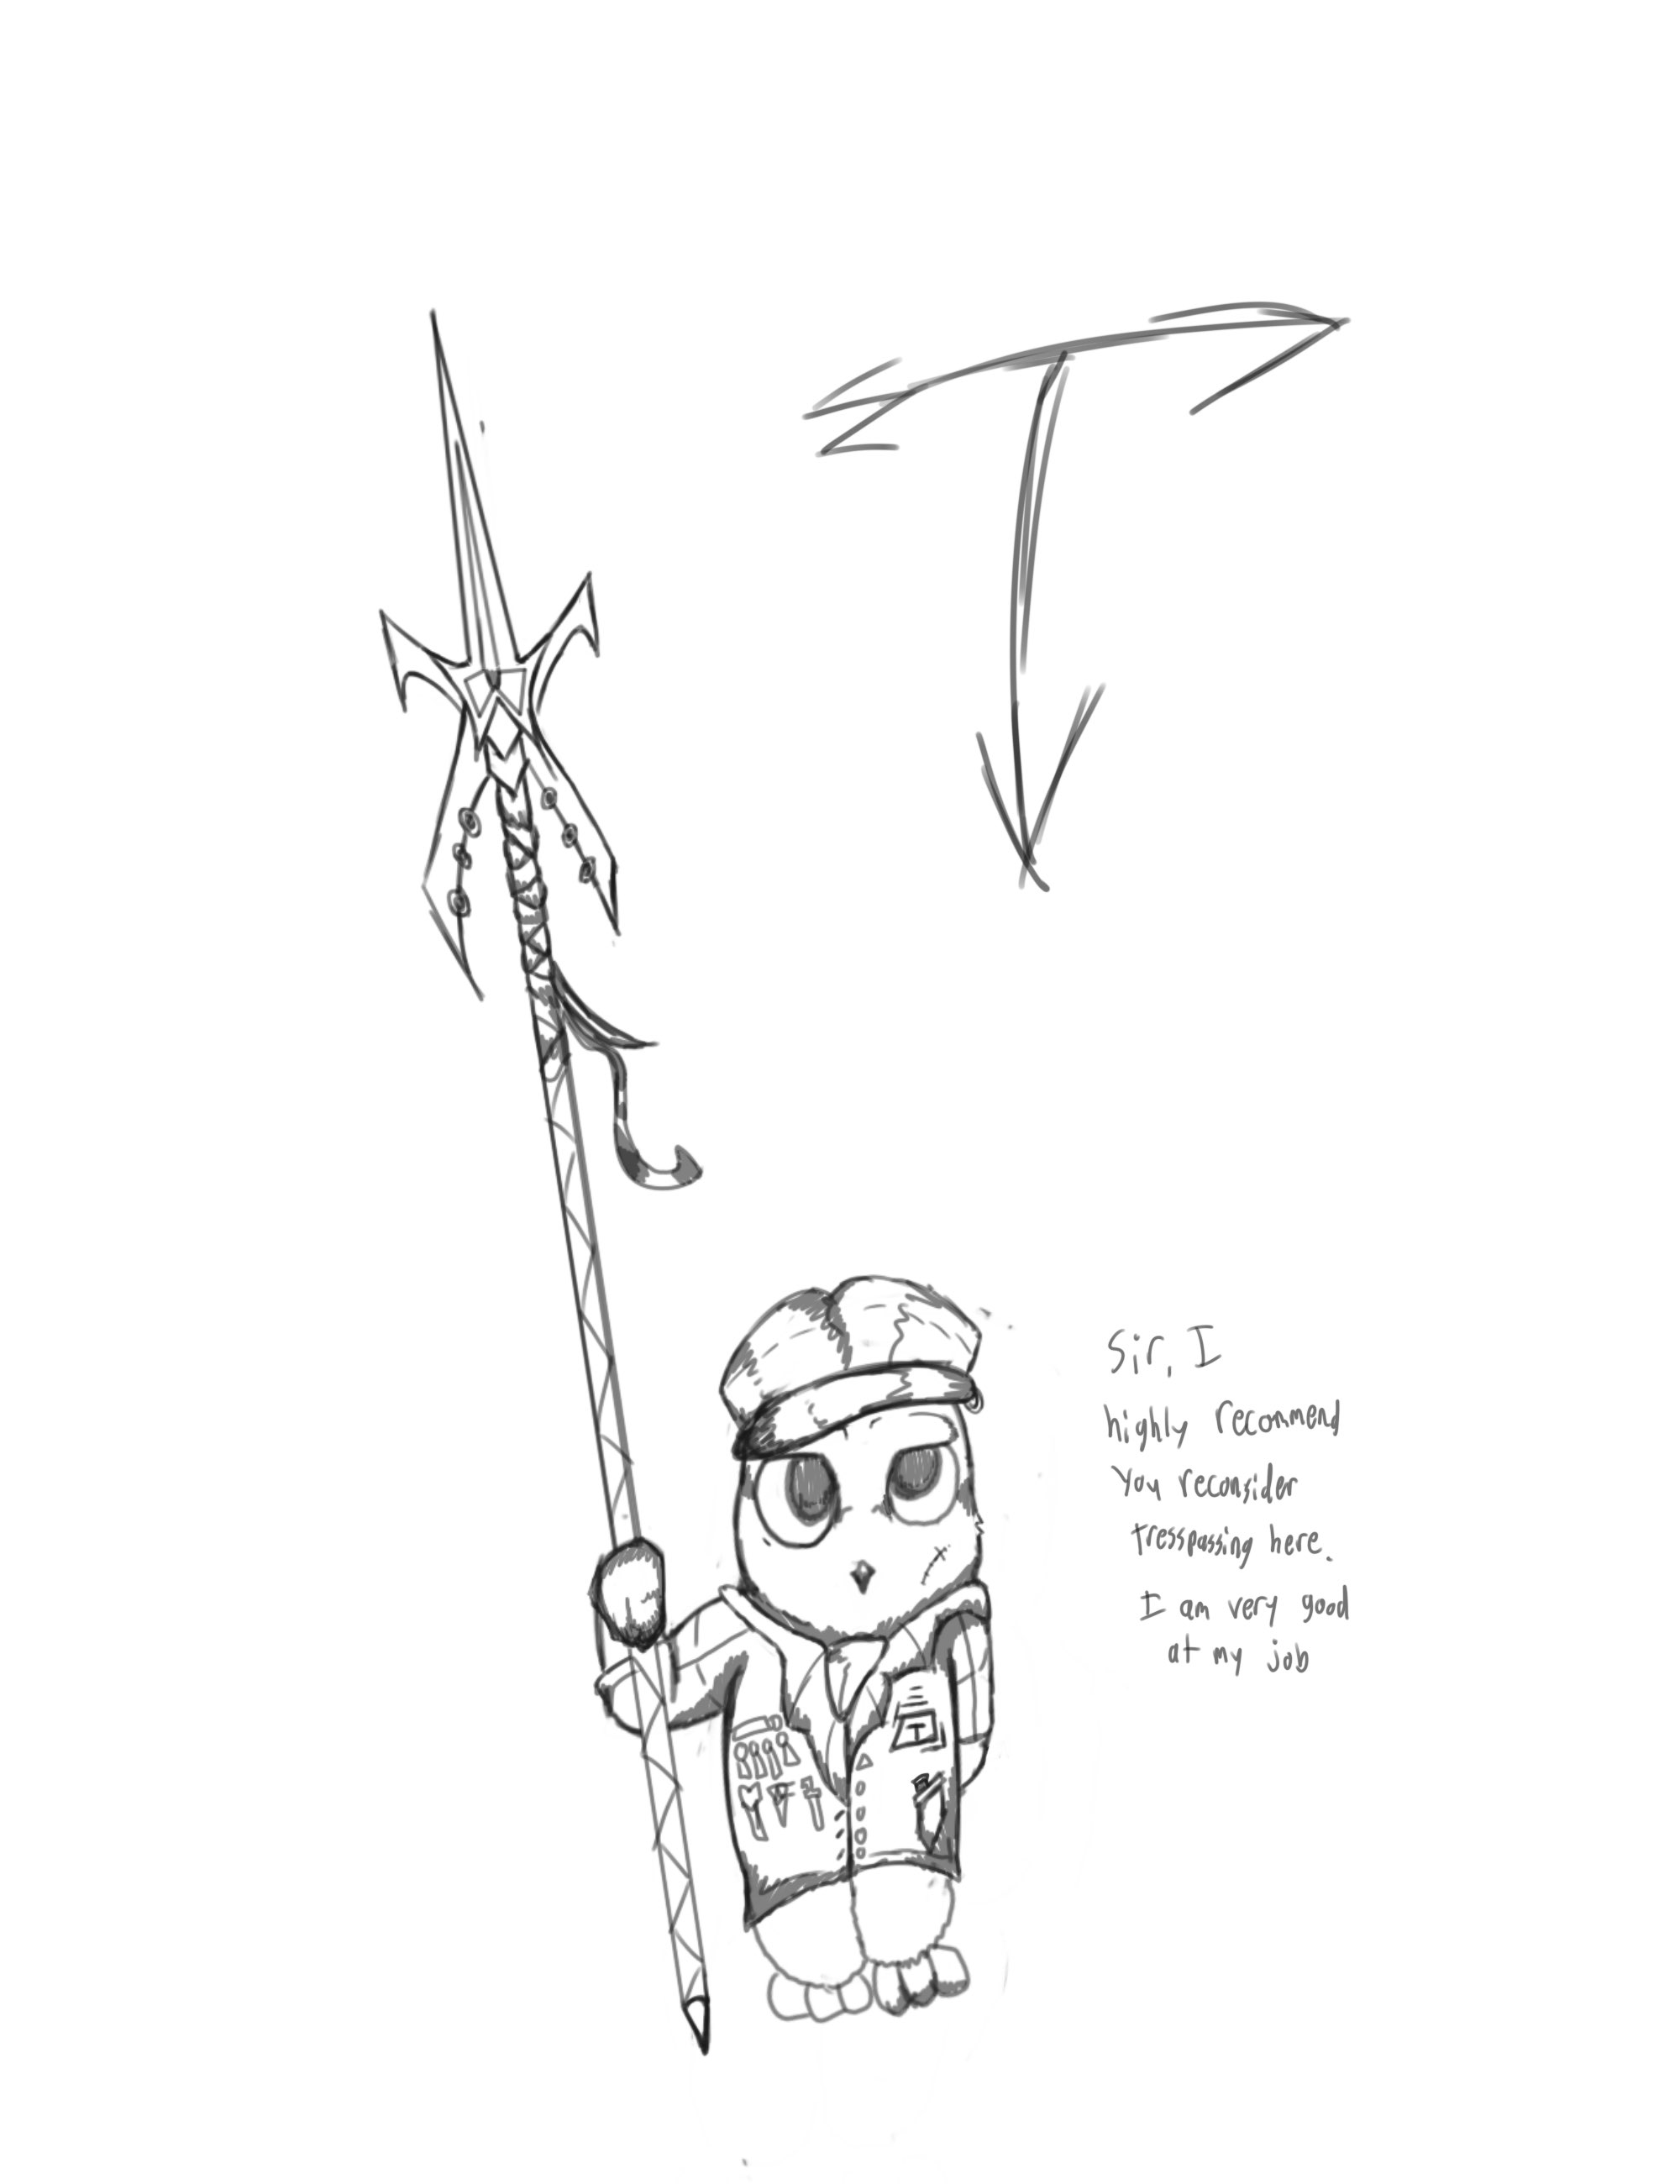 T
Sir, I
highly recommend
You reconsider
tresspassing here.
I am very good
at my job
T